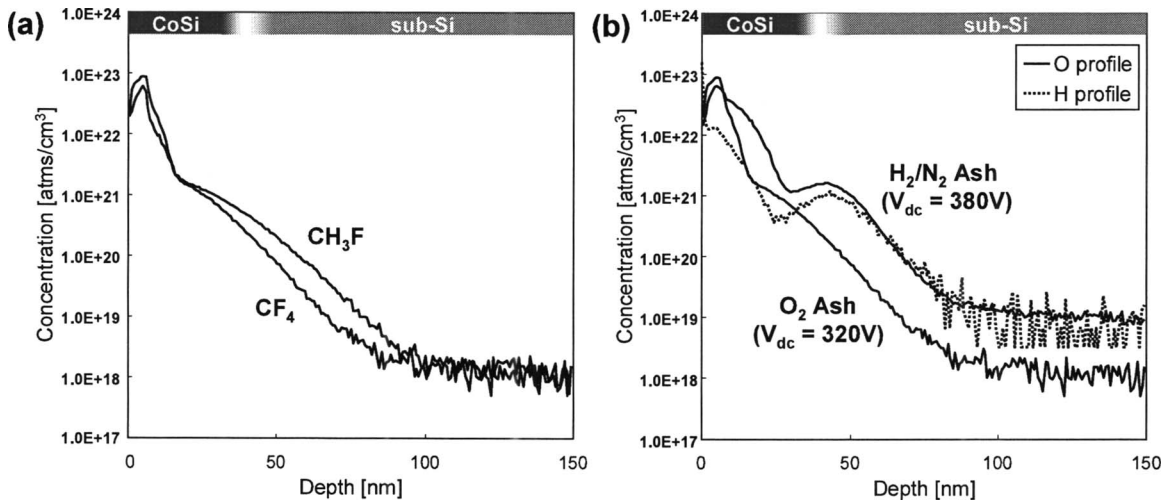 (a)
CoSi
sub-Si
1.0E+24
1.0E+23
1.0E+22
1.0E+21
1.0E+20
1.0E+19
1.0E+18
1.0E+17
Concentration [atms/cm³]
CH₃F
CF₄
0
50
100
150
Depth [nm]
(b)
CoSi
sub-Si
O profile
H profile
1.0E+24
1.0E+23
1.0E+22
1.0E+21
1.0E+20
1.0E+19
1.0E+18
1.0E+17
Concentration [atms/cm³]
H₂/N₂ Ash
(V_dc = 380V)
O₂ Ash
(V_dc = 320V)
0
50
100
150
Depth [nm]